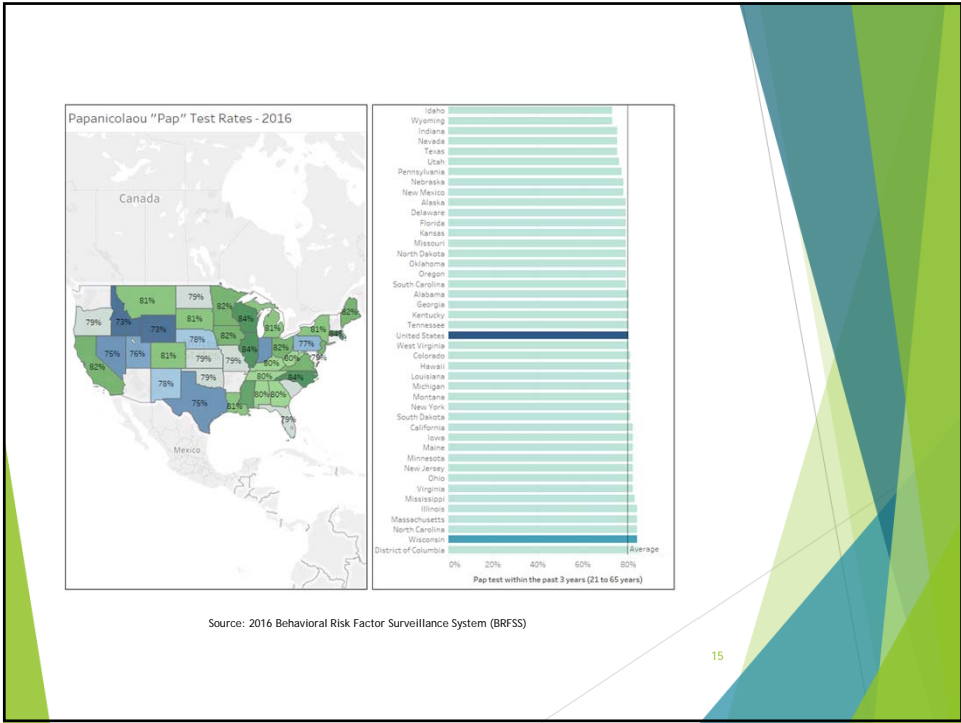 Papanicolaou "Pap" Test Rates - 2016
Canada
79%
81%
82%
84%
79%
73%
81%
81%
82%
73%
78%
82%
84%
82%
77%
84%
75%
76%
81%
79%
79%
80%
80%
79%
82%
80%
84%
78%
79%
80%
80%
75%
81%
79%
Mexico
Idaho
Wyoming
Indiana
Nevada
Texas
Utah
Pennsylvania
Nebraska
New Mexico
Alaska
Delaware
Florida
Kansas
Missouri
North Dakota
Oklahoma
Oregon
South Carolina
Alabama
Georgia
Kentucky
Tennessee
United States
West Virginia
Colorado
Hawaii
Louisiana
Michigan
Montana
New York
South Dakota
California
Iowa
Maine
Minnesota
New Jersey
Ohio
Virginia
Mississippi
Illinois
Massachusetts
North Carolina
Wisconsin
District of Columbia
Average
0% 20% 40% 60% 80%
Pap test within the past 3 years (21 to 65 years)
Source: 2016 Behavioral Risk Factor Surveillance System (BRFSS)
15